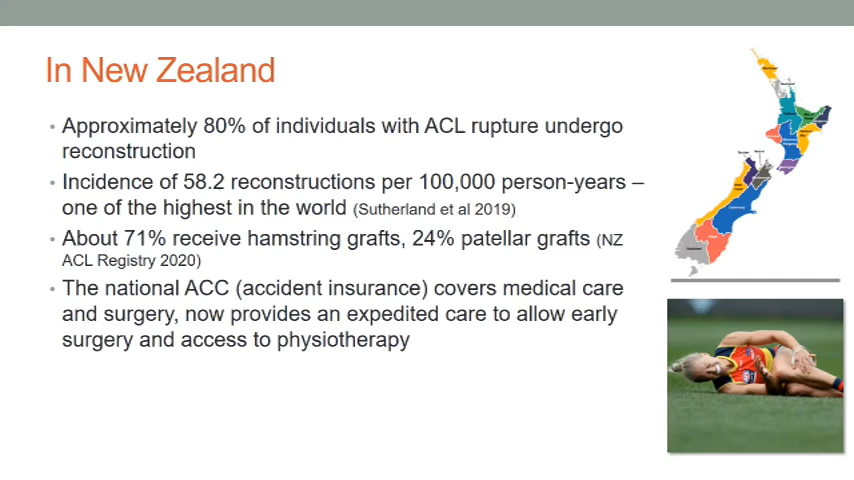 In New Zealand
• Approximately 80% of individuals with ACL rupture undergo
reconstruction
• Incidence of 58.2 reconstructions per 100,000 person-years –
one of the highest in the world (Sutherland et al 2019)
• About 71% receive hamstring grafts, 24% patellar grafts (NZ
ACL Registry 2020)
• The national ACC (accident insurance) covers medical care
and surgery, now provides an expedited care to allow early
surgery and access to physiotherapy